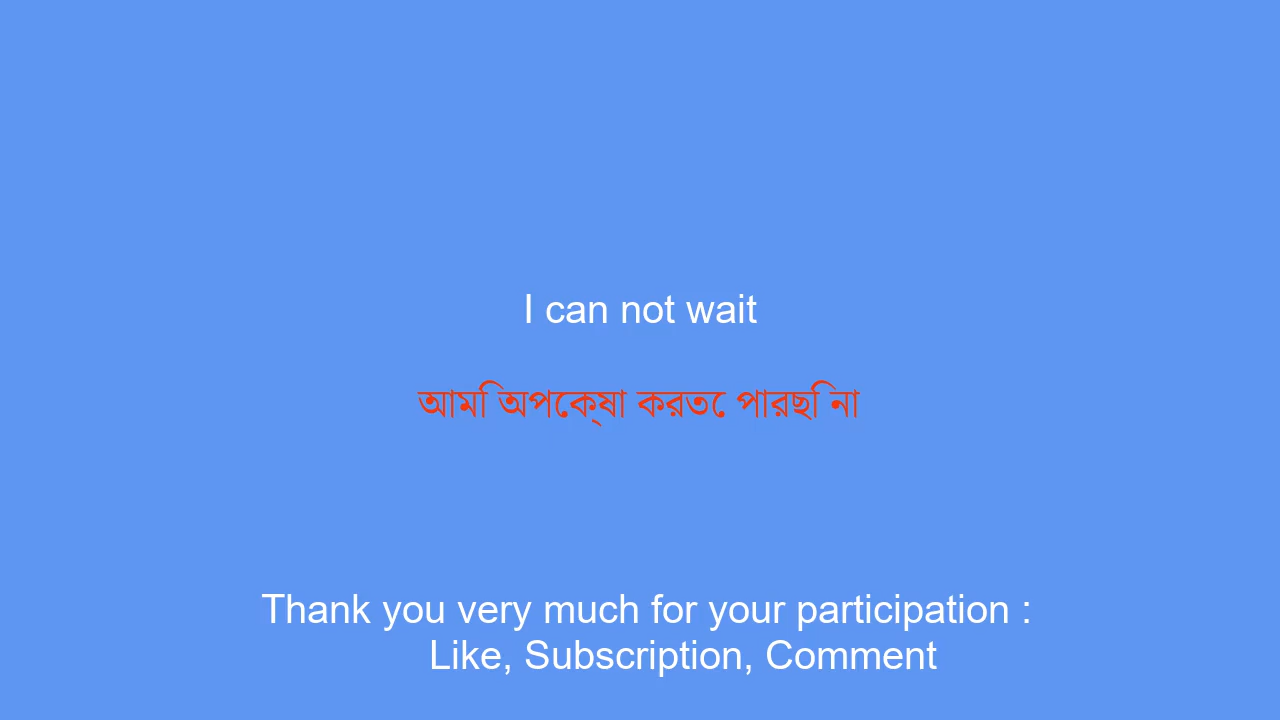 I can not wait
আমি অপেক্ষা করতে পারছি না
Thank you very much for your participation :
Like, Subscription, Comment